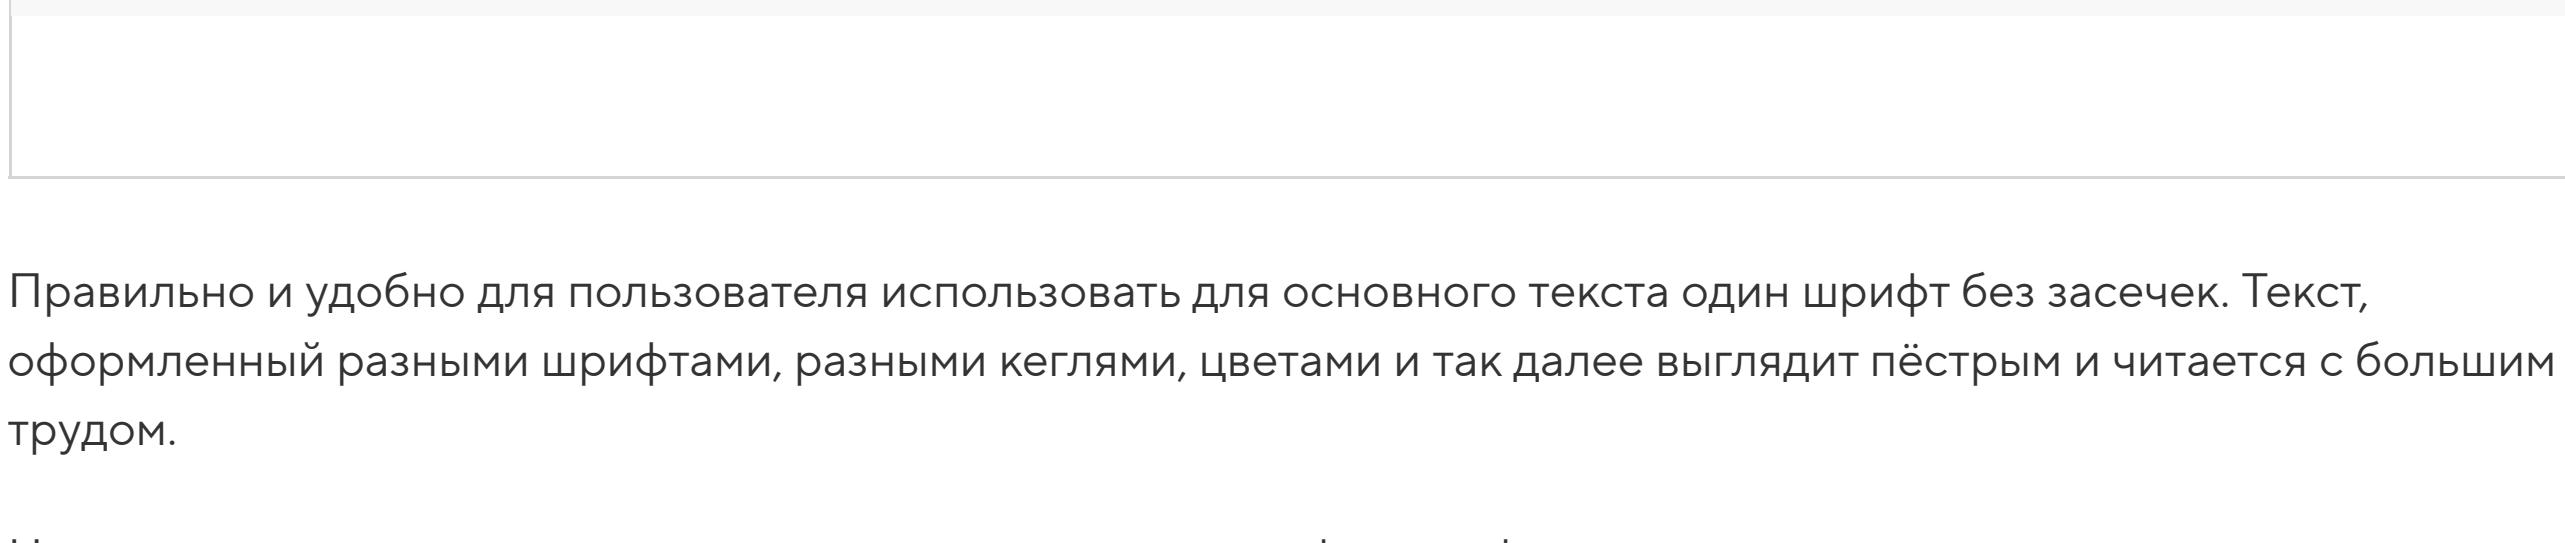 Правильно и удобно для пользователя использовать для основного текста один шрифт без засечек. Текст,
оформленный разными шрифтами, разными кеглями, цветами и так далее выглядит пёстрым и читается с большим
трудом.